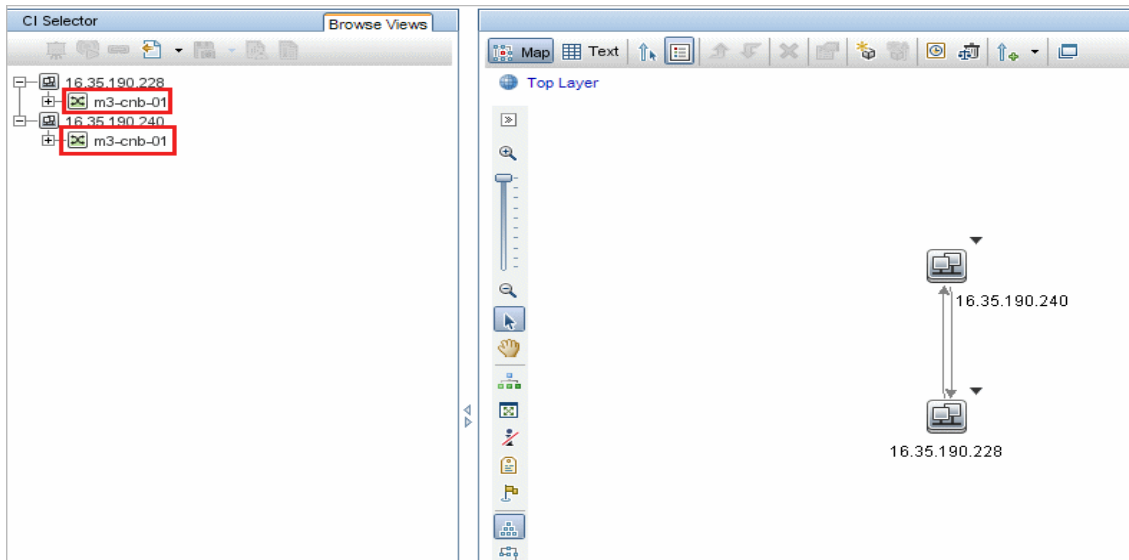 CI Selector
Browse Views
16.35.190.228
m3-cnb-01
16.35.190.240
m3-cnb-01
Map Text
Top Layer
16.35.190.240
16.35.190.228